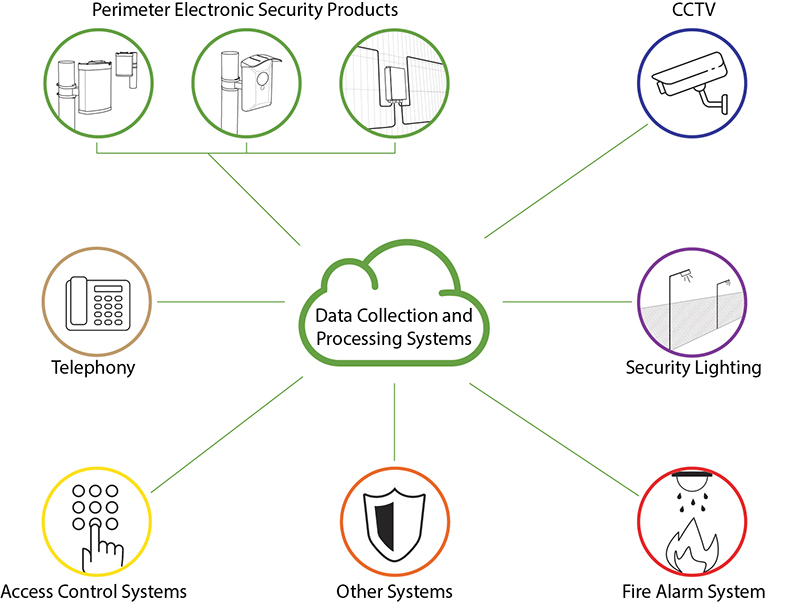 Perimeter Electronic Security Products
CCTV
Data Collection and
Processing Systems
Telephony
Security Lighting
Access Control Systems
Other Systems
Fire Alarm System